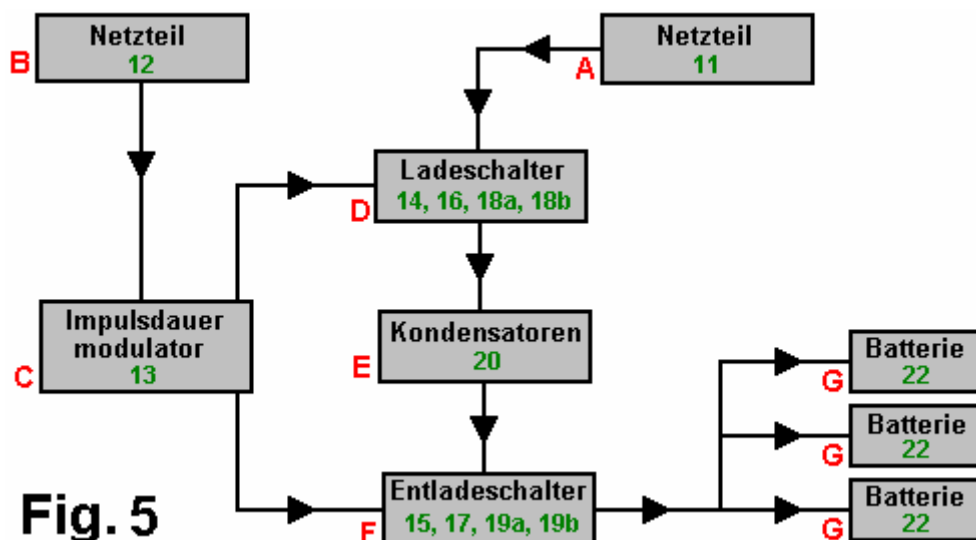 Netzteil
B 12
Netzteil
A 11
Ladeschalter
D 14, 16, 18a, 18b
Impulsdauer
modulator
C 13
Kondensatoren
E 20
Batterie
G 22
Batterie
G 22
Entladeschalter
F 15, 17, 19a, 19b
Batterie
G 22
Fig. 5